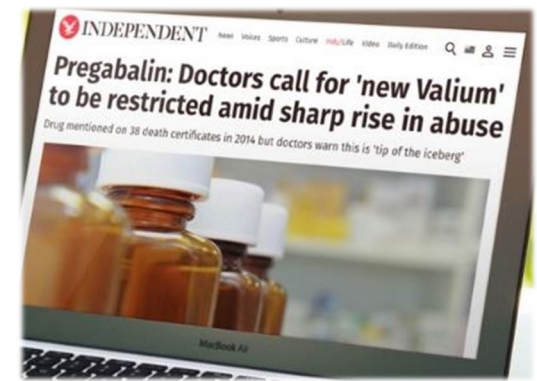 INDEPENDENT News Voices Sports Culture Indy/Life Video Daily Edition
Pregabalin: Doctors call for 'new Valium'
to be restricted amid sharp rise in abuse
Drug mentioned on 38 death certificates in 2014 but doctors warn this is 'tip of the iceberg'
MacBook Air